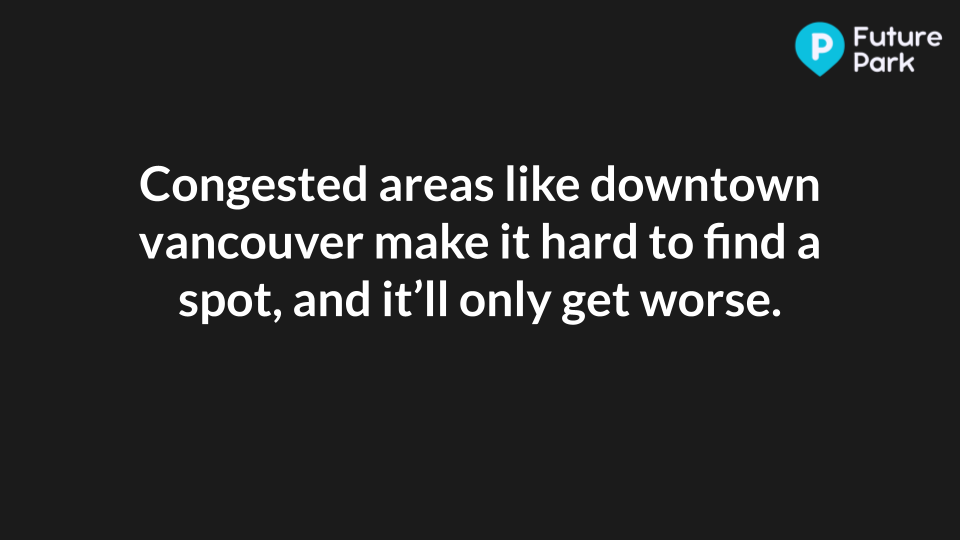 P Future
Park
Congested areas like downtown
vancouver make it hard to find a
spot, and it’ll only get worse.